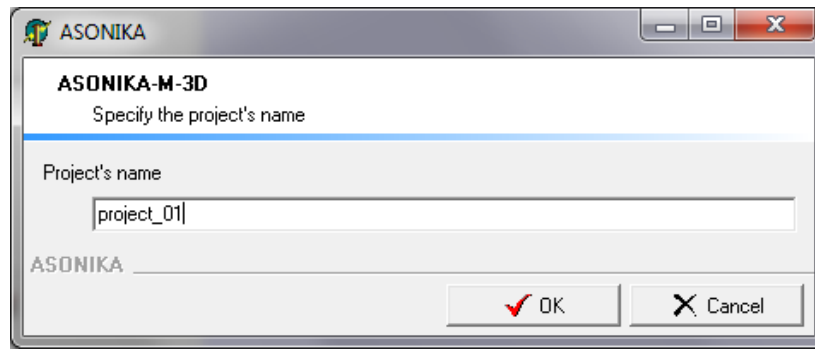 ASONIKA
ASONIKA-M-3D
Specify the project's name
Project's name
project_01
ASONIKA
OK
Cancel